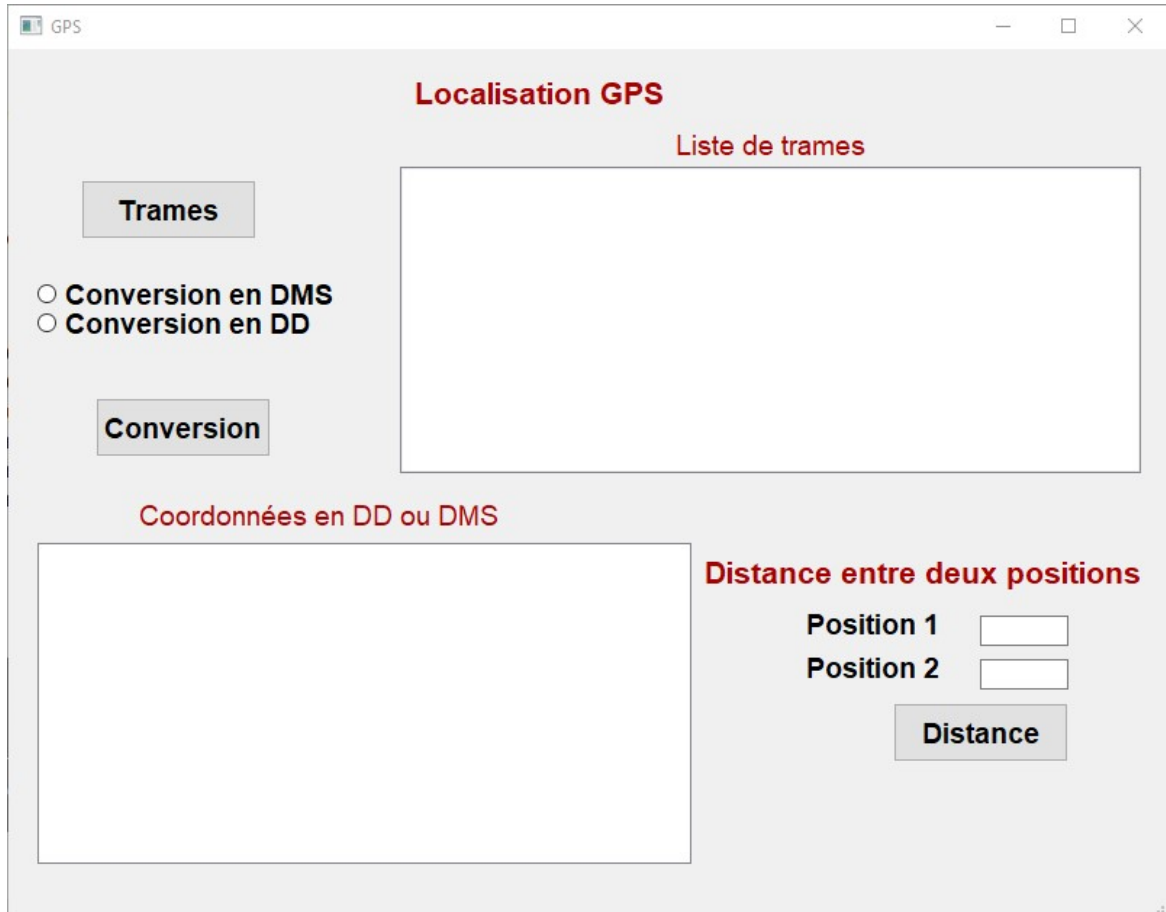 GPS
Localisation GPS
Liste de trames
Trames
Conversion en DMS
Conversion en DD
Conversion
Coordonnées en DD ou DMS
Distance entre deux positions
Position 1
Position 2
Distance